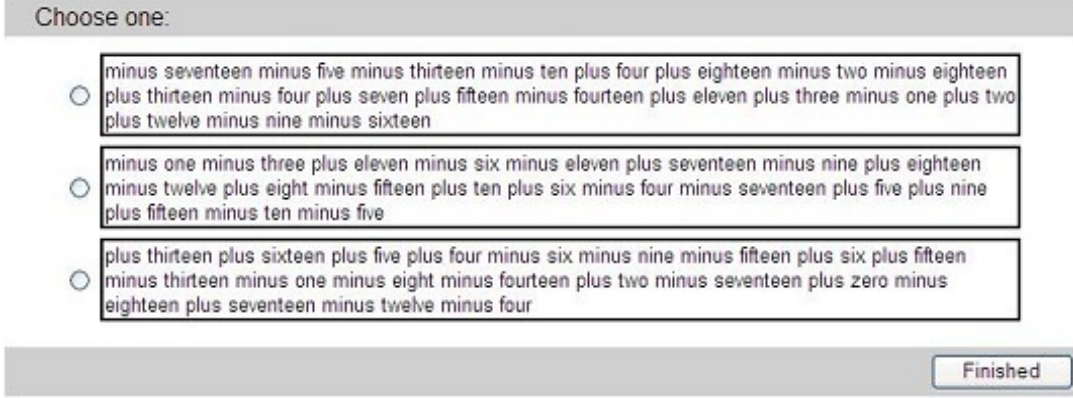 Choose one:
minus seventeen minus five minus thirteen minus ten plus four plus eighteen minus two minus eighteen
plus thirteen minus four plus seven plus fifteen minus fourteen plus eleven plus three minus one plus two
plus twelve minus nine minus sixteen
minus one minus three plus eleven minus six minus eleven plus seventeen minus nine plus eighteen
minus twelve plus eight minus fifteen plus ten plus six minus four minus seventeen plus five plus nine
plus fifteen minus ten minus five
plus thirteen plus sixteen plus five plus four minus six minus nine minus fifteen plus six plus fifteen
minus thirteen minus one minus eight minus fourteen plus two minus seventeen plus zero minus
eighteen plus seventeen minus twelve minus four
Finished